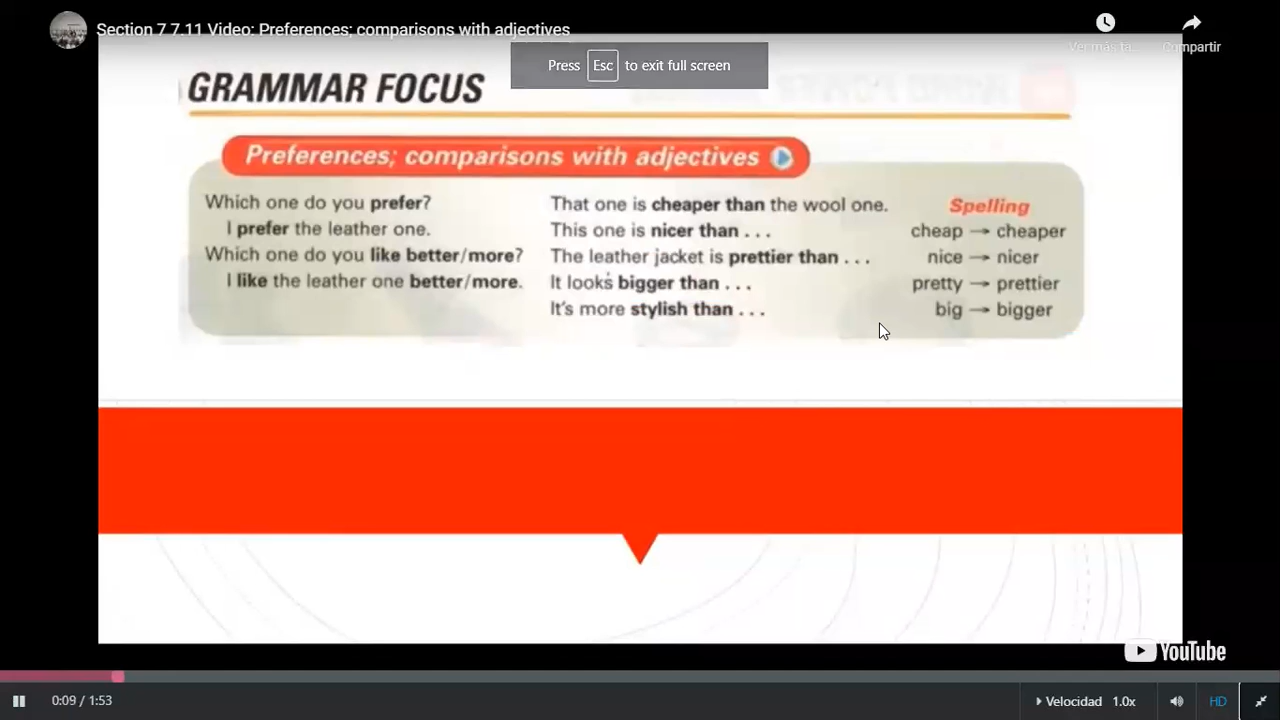 Section 7 7.11 Video: Preferences; comparisons with adjectives
Ver más ta...
Compartir
Press Esc to exit full screen
GRAMMAR FOCUS
Preferences; comparisons with adjectives
Which one do you prefer?
I prefer the leather one.
Which one do you like better/more?
I like the leather one better/more.
That one is cheaper than the wool one.
This one is nicer than . . .
The leather jacket is prettier than . . .
It looks bigger than . . .
It's more stylish than . . .
Spelling
cheap → cheaper
nice → nicer
pretty → prettier
big → bigger
YouTube
0:09 / 1:53
Velocidad 1.0x
HD